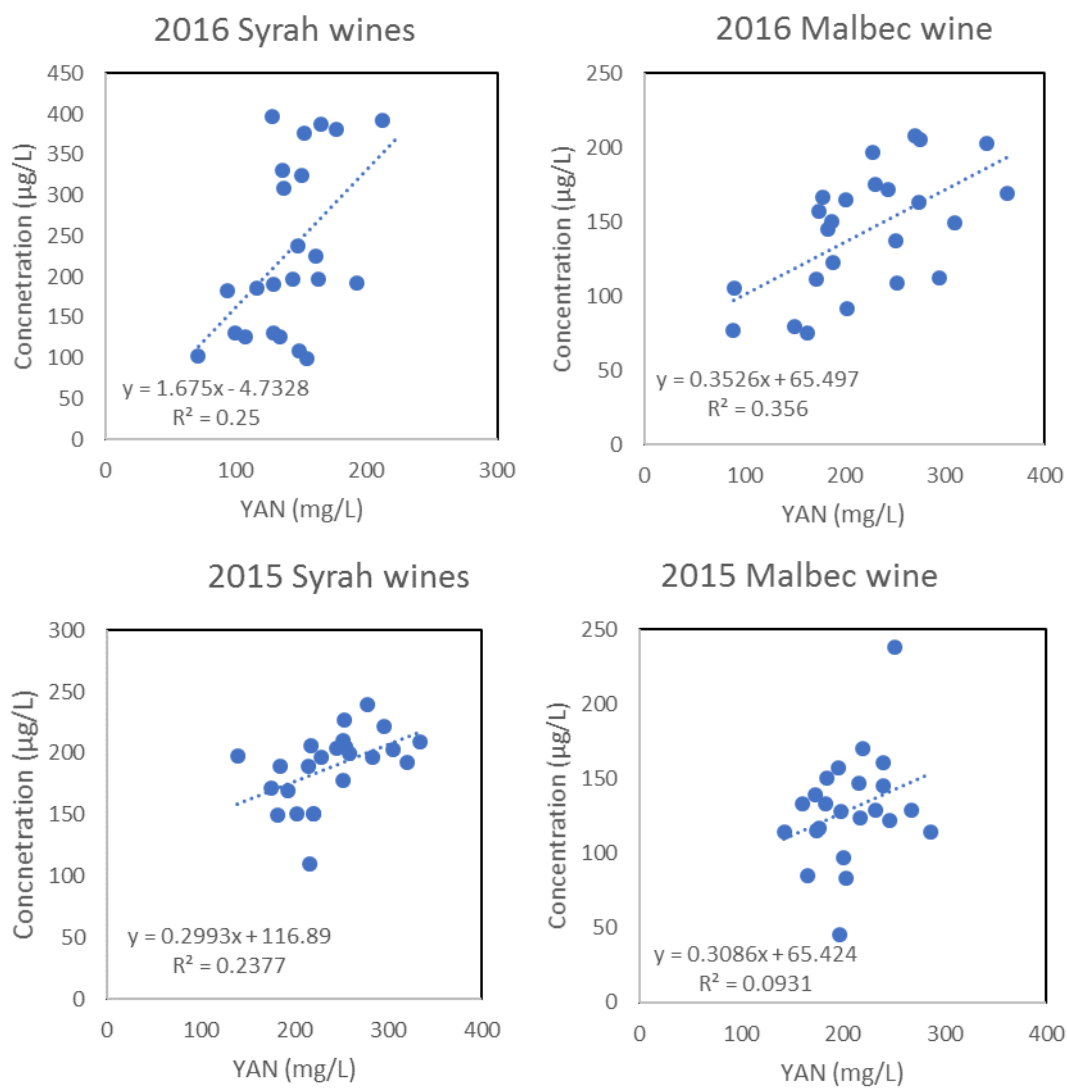 2016 Syrah wines
450
400
350
300
250
200
150
100
50
0
Concnetration (µg/L)
y = 1.675x - 4.7328
R² = 0.25
0 100 200 300
YAN (mg/L)
2016 Malbec wine
250
200
150
100
50
0
Concentration (µg/L)
y = 0.3526x + 65.497
R² = 0.356
0 100 200 300 400
YAN (mg/L)
2015 Syrah wines
300
250
200
150
100
50
0
Concnetration (µg/L)
y = 0.2993x + 116.89
R² = 0.2377
0 100 200 300 400
YAN (mg/L)
2015 Malbec wine
250
200
150
100
50
0
Concentration (µg/L)
y = 0.3086x + 65.424
R² = 0.0931
0 100 200 300 400
YAN (mg/L)